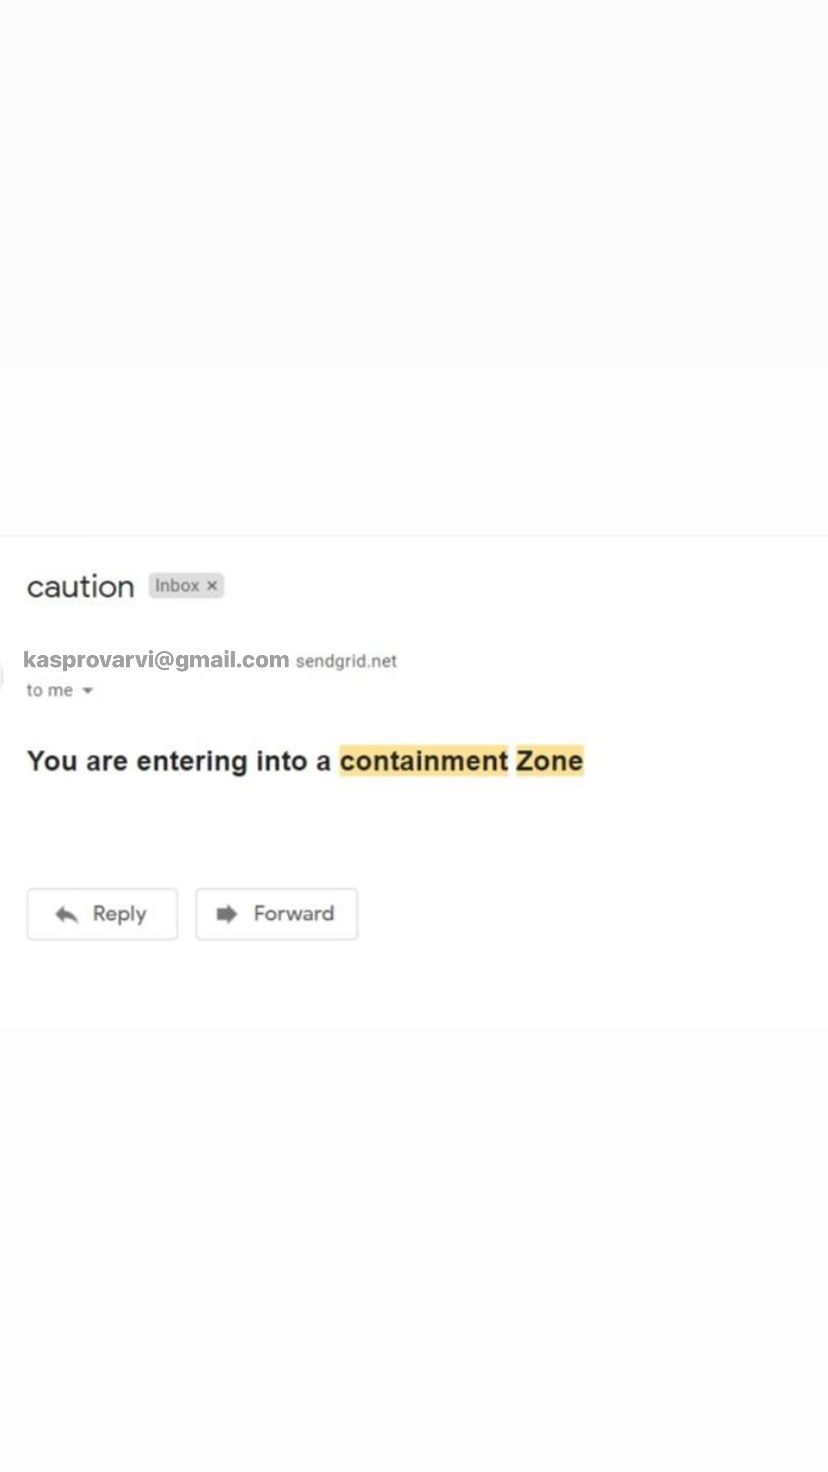 caution Inbox ×
kasprovarvi@gmail.com sendgrid.net
to me
You are entering into a containment Zone
Reply Forward